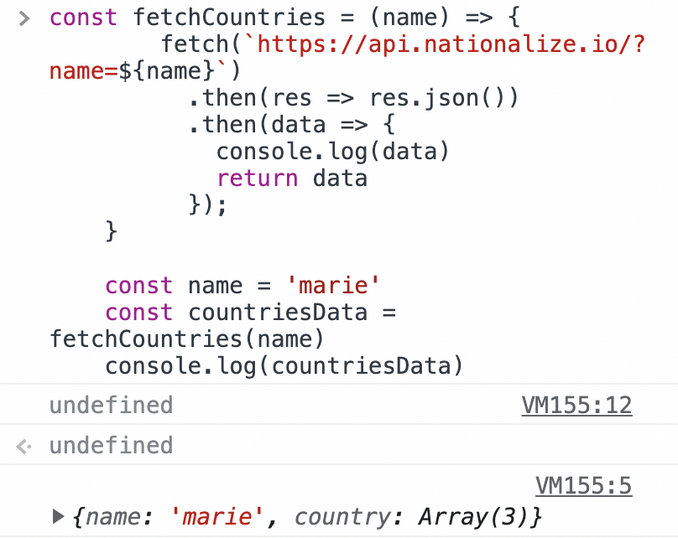 const fetchCountries = (name) => {
fetch(`https://api.nationalize.io/?
name=${name}`)
.then(res => res.json())
.then(data => {
console.log(data)
return data
});
}
const name = 'marie'
const countriesData =
fetchCountries(name)
console.log(countriesData)
undefined VM155:12
undefined
VM155:5
{name: 'marie', country: Array(3)}